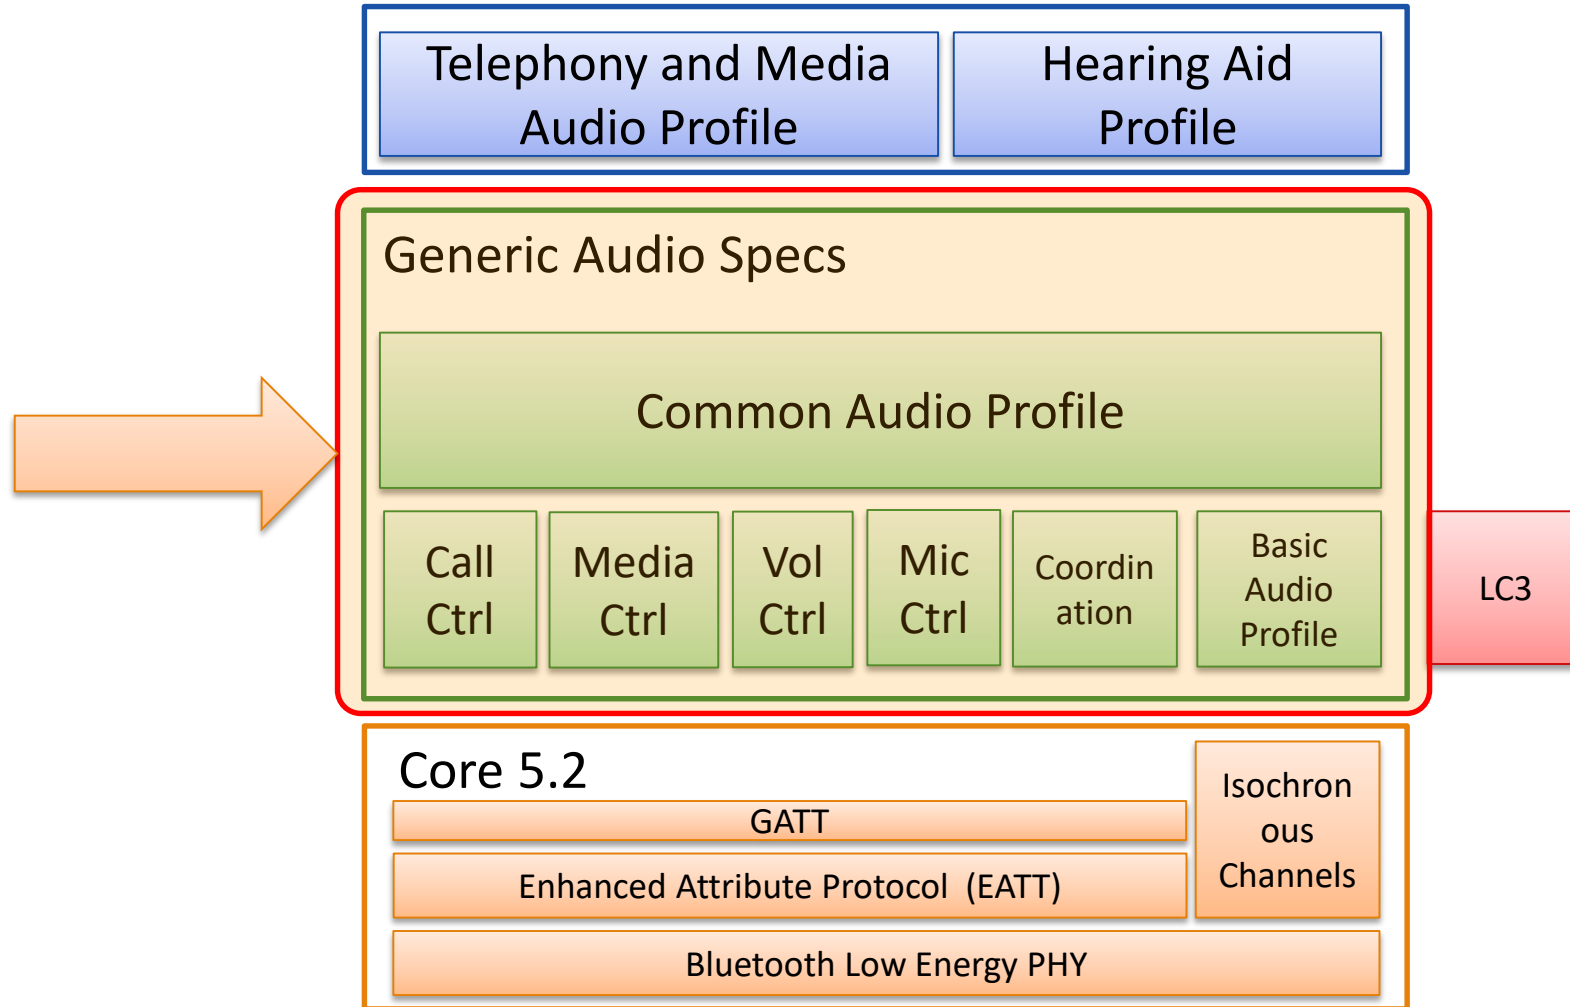 Telephony and Media
Audio Profile
Hearing Aid
Profile
Generic Audio Specs
Common Audio Profile
Call
Ctrl
Media
Ctrl
Vol
Ctrl
Mic
Ctrl
Coordin
ation
Basic
Audio
Profile
LC3
Core 5.2
GATT
Enhanced Attribute Protocol  (EATT)
Isochron
ous
Channels
Bluetooth Low Energy PHY